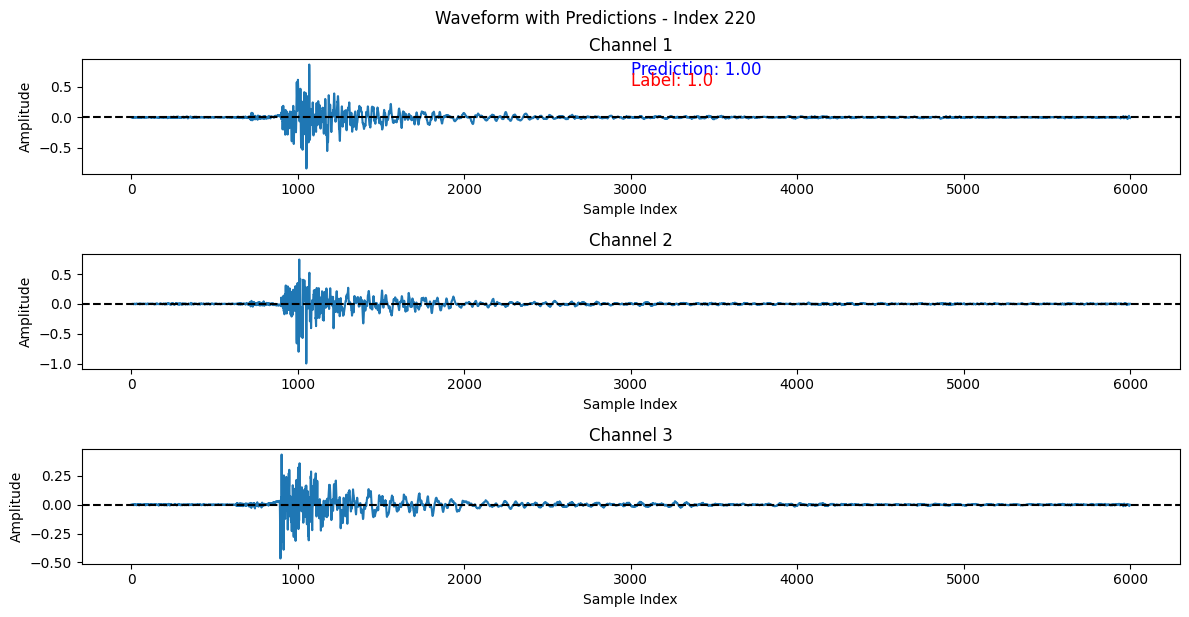 Waveform with Predictions - Index 220
Channel 1
Prediction: 1.00
Label: 1.0
Amplitude
0.5
0.0
−0.5
0 1000 2000 3000 4000 5000 6000
Sample Index
Channel 2
Amplitude
0.5
0.0
−0.5
−1.0
0 1000 2000 3000 4000 5000 6000
Sample Index
Channel 3
Amplitude
0.25
0.00
−0.25
−0.50
0 1000 2000 3000 4000 5000 6000
Sample Index